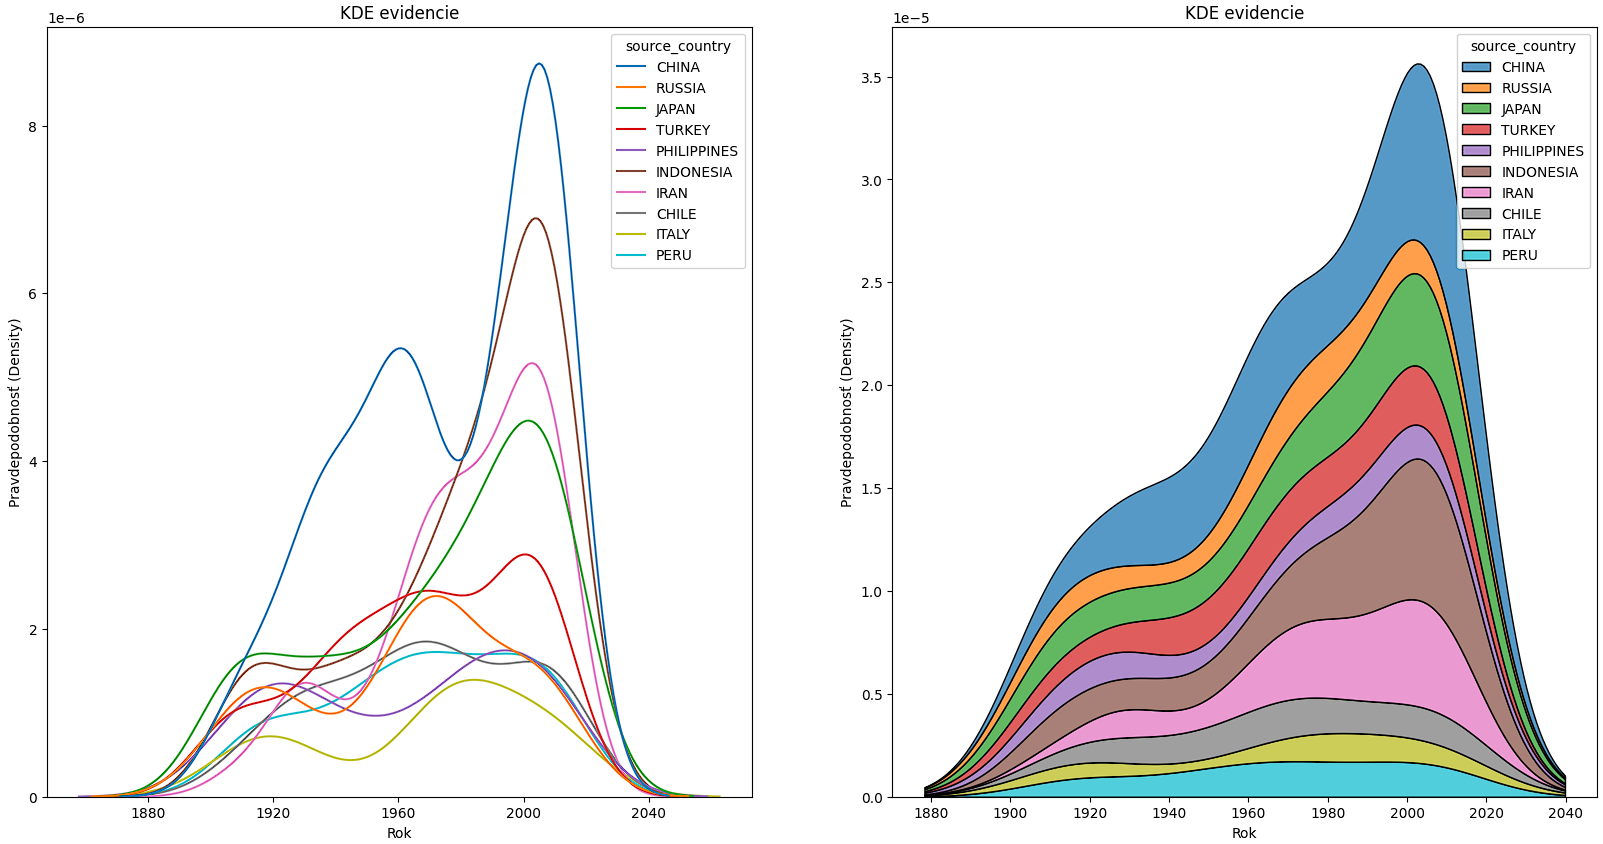 KDE evidencie
1e−6
Pravdepodobnosť (Density)
8
6
4
2
0
1880
1920
1960
2000
2040
Rok
source_country
CHINA
RUSSIA
JAPAN
TURKEY
PHILIPPINES
INDONESIA
IRAN
CHILE
ITALY
PERU
KDE evidencie
1e−5
Pravdepodobnosť (Density)
3.5
3.0
2.5
2.0
1.5
1.0
0.5
0.0
1880
1900
1920
1940
1960
1980
2000
2020
2040
Rok
source_country
CHINA
RUSSIA
JAPAN
TURKEY
PHILIPPINES
INDONESIA
IRAN
CHILE
ITALY
PERU